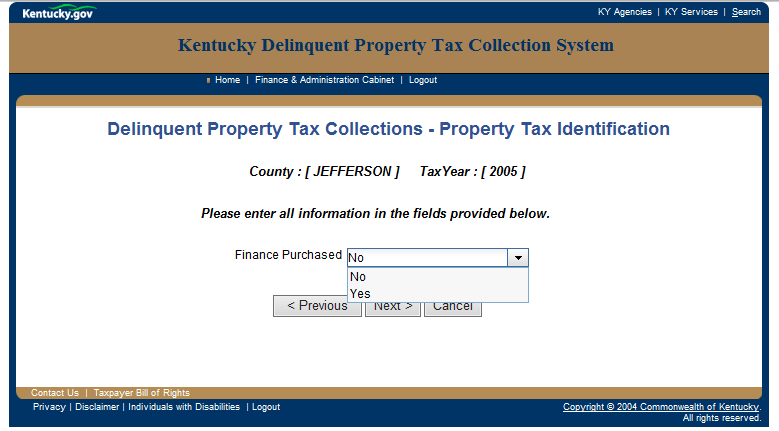 Kentucky.gov
KY Agencies | KY Services | Search
Kentucky Delinquent Property Tax Collection System
Home | Finance & Administration Cabinet | Logout
Delinquent Property Tax Collections - Property Tax Identification
County : [ JEFFERSON ] TaxYear : [ 2005 ]
Please enter all information in the fields provided below.
Finance Purchased No
No
Yes
< Previous Next > Cancel
Contact Us | Taxpayer Bill of Rights
Privacy | Disclaimer | Individuals with Disabilities | Logout
Copyright © 2004 Commonwealth of Kentucky.
All rights reserved.